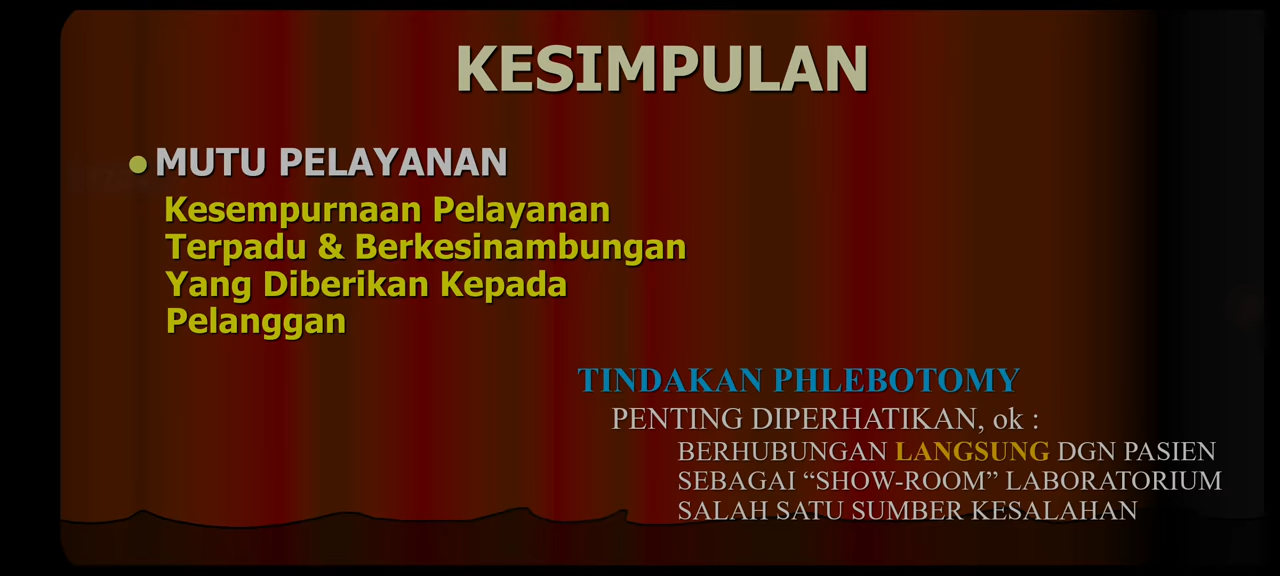 KESIMPULAN
MUTU PELAYANAN
Kesempurnaan Pelayanan
Terpadu & Berkesinambungan
Yang Diberikan Kepada
Pelanggan
TINDAKAN PHLEBOTOMY
PENTING DIPERHATIKAN, ok :
BERHUBUNGAN LANGSUNG DGN PASIEN
SEBAGAI “SHOW-ROOM” LABORATORIUM
SALAH SATU SUMBER KESALAHAN